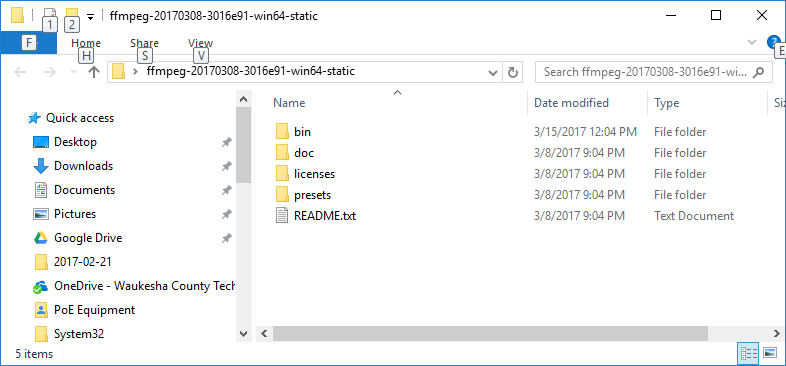 ffmpeg-20170308-3016e91-win64-static
1 2
F
Home Share View
H S V E
ffmpeg-20170308-3016e91-win64-static
Search ffmpeg-20170308-3016e91-wi...
Name Date modified Type Siz
Quick access
Desktop
Downloads
Documents
Pictures
Google Drive
2017-02-21
OneDrive - Waukesha County Tech
PoE Equipment
System32
bin 3/15/2017 12:04 PM File folder
doc 3/8/2017 9:04 PM File folder
licenses 3/8/2017 9:04 PM File folder
presets 3/8/2017 9:04 PM File folder
README.txt 3/8/2017 9:04 PM Text Document
5 items